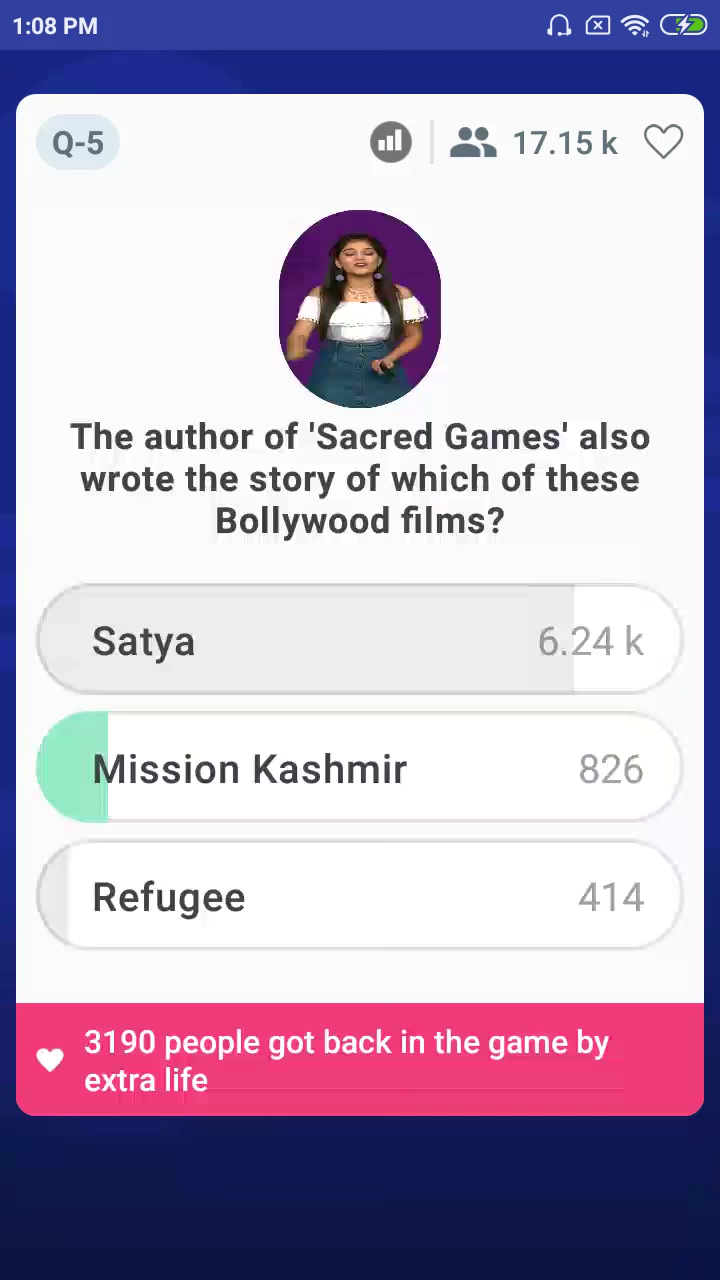 1:08 PM
Q-5
17.15 k
The author of 'Sacred Games' also
wrote the story of which of these
Bollywood films?
Satya 6.24 k
Mission Kashmir 826
Refugee 414
3190 people got back in the game by
extra life